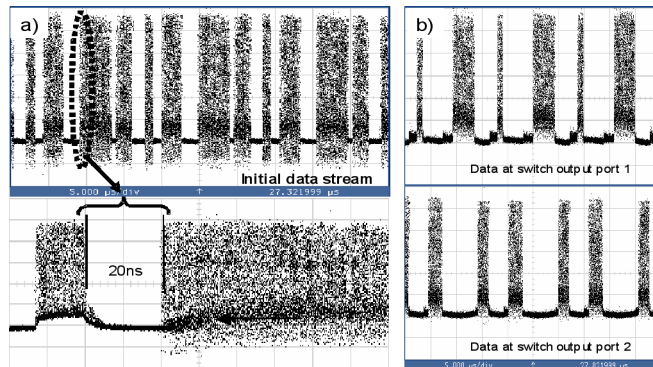 a)
Initial data stream
5.000 µs/div
27.321999 µs
20ns
b)
Data at switch output port 1
Data at switch output port 2
5.000 µs/div